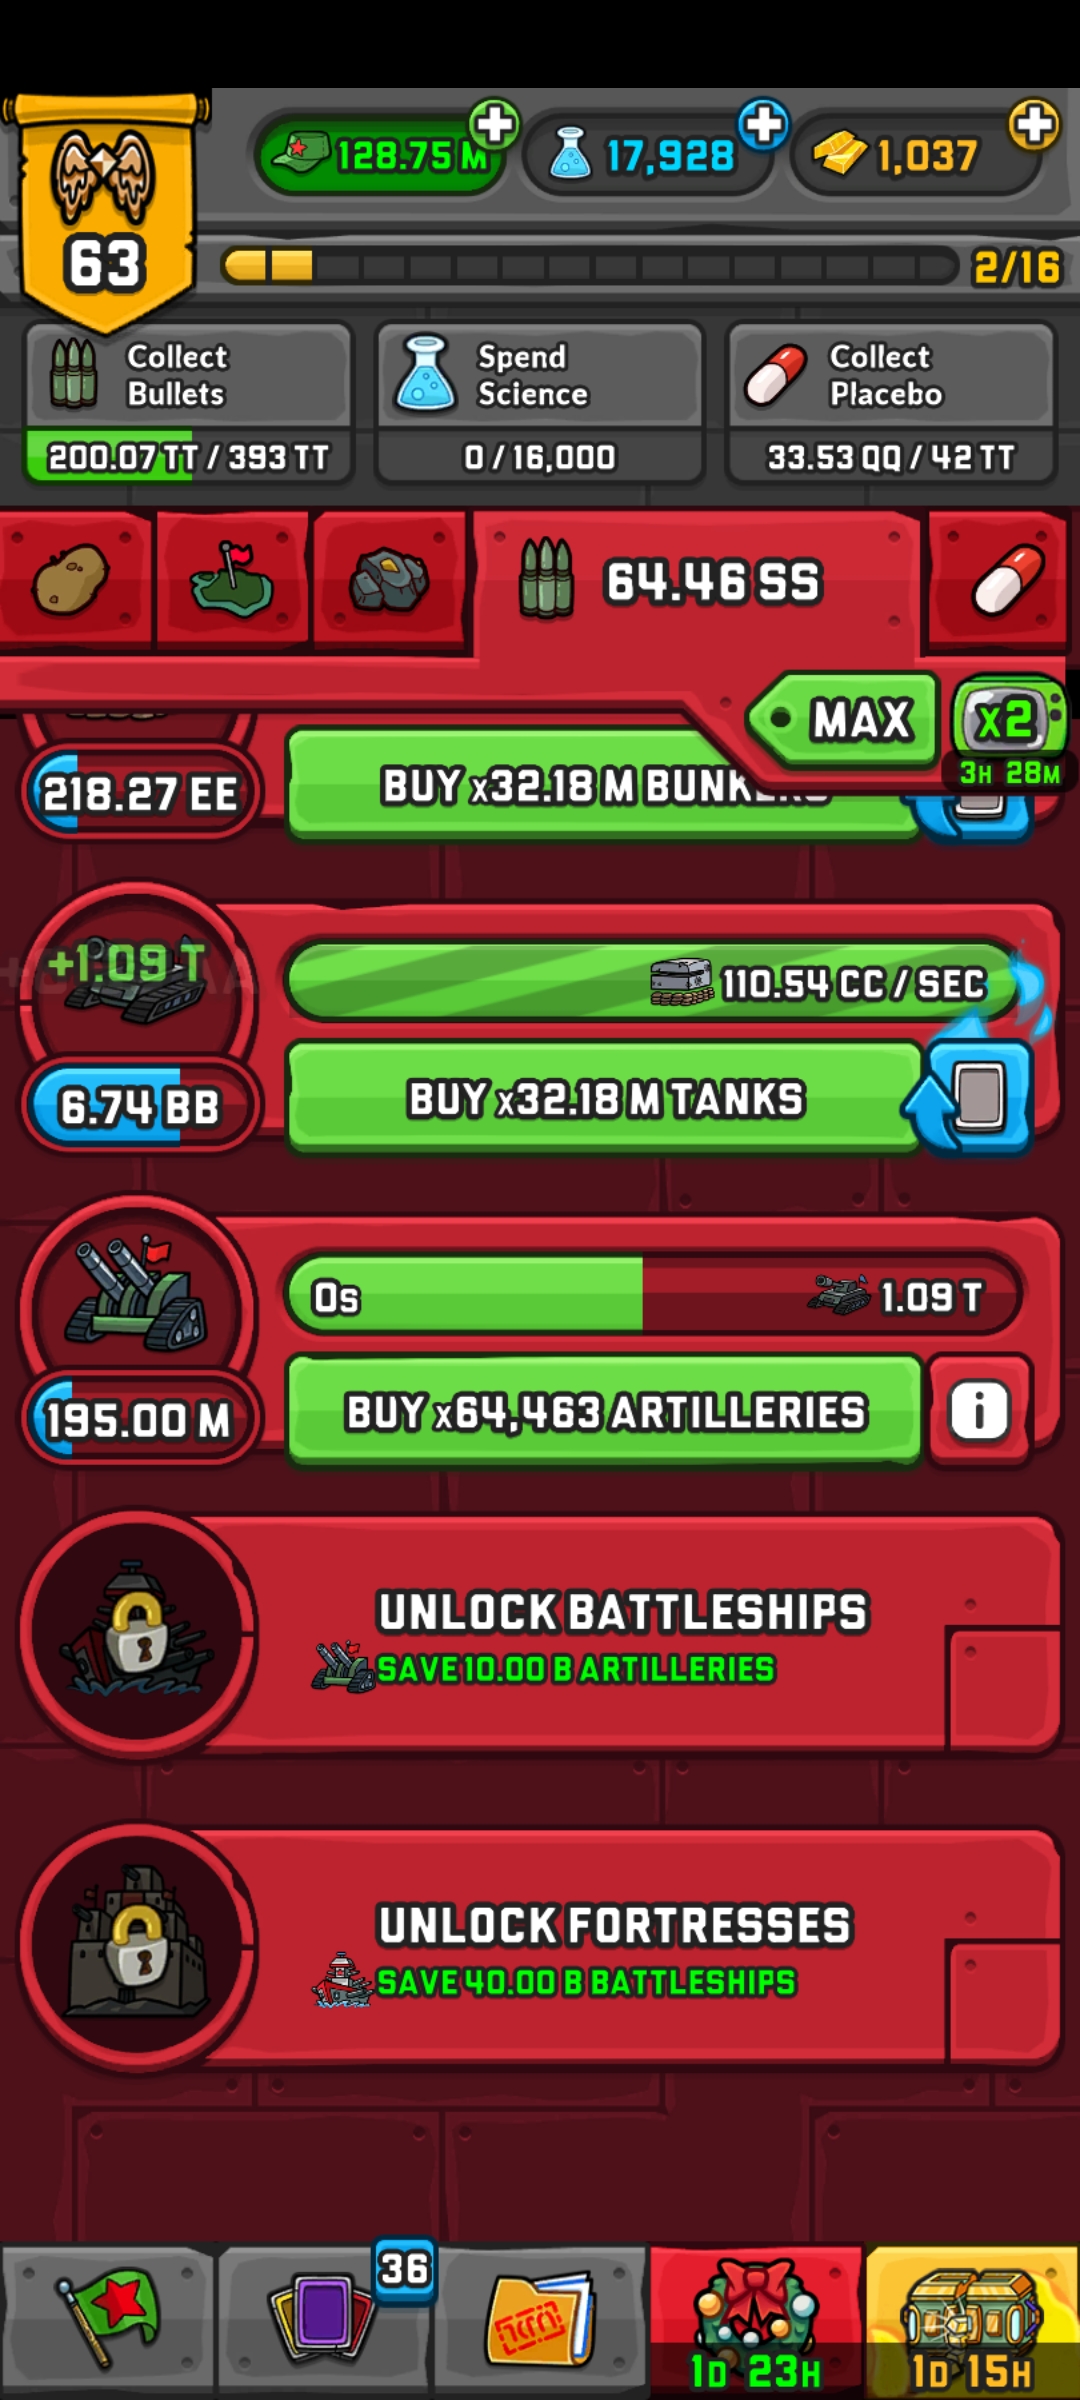 128.75 M
17,928
1,037
63
2/16
Collect
Bullets
200.07 TT / 393 TT
Spend
Science
0 / 16,000
Collect
Placebo
33.53 QQ / 42 TT
64.46 SS
MAX
x2
3H 28M
218.27 EE
BUY x32.18 M BUNKERS
+1.09 T
110.54 CC / SEC
6.74 BB
BUY x32.18 M TANKS
0s
1.09 T
195.00 M
BUY x64,463 ARTILLERIES
i
UNLOCK BATTLESHIPS
SAVE 10.00 B ARTILLERIES
UNLOCK FORTRESSES
SAVE 40.00 B BATTLESHIPS
36
1D 23H
1D 15H